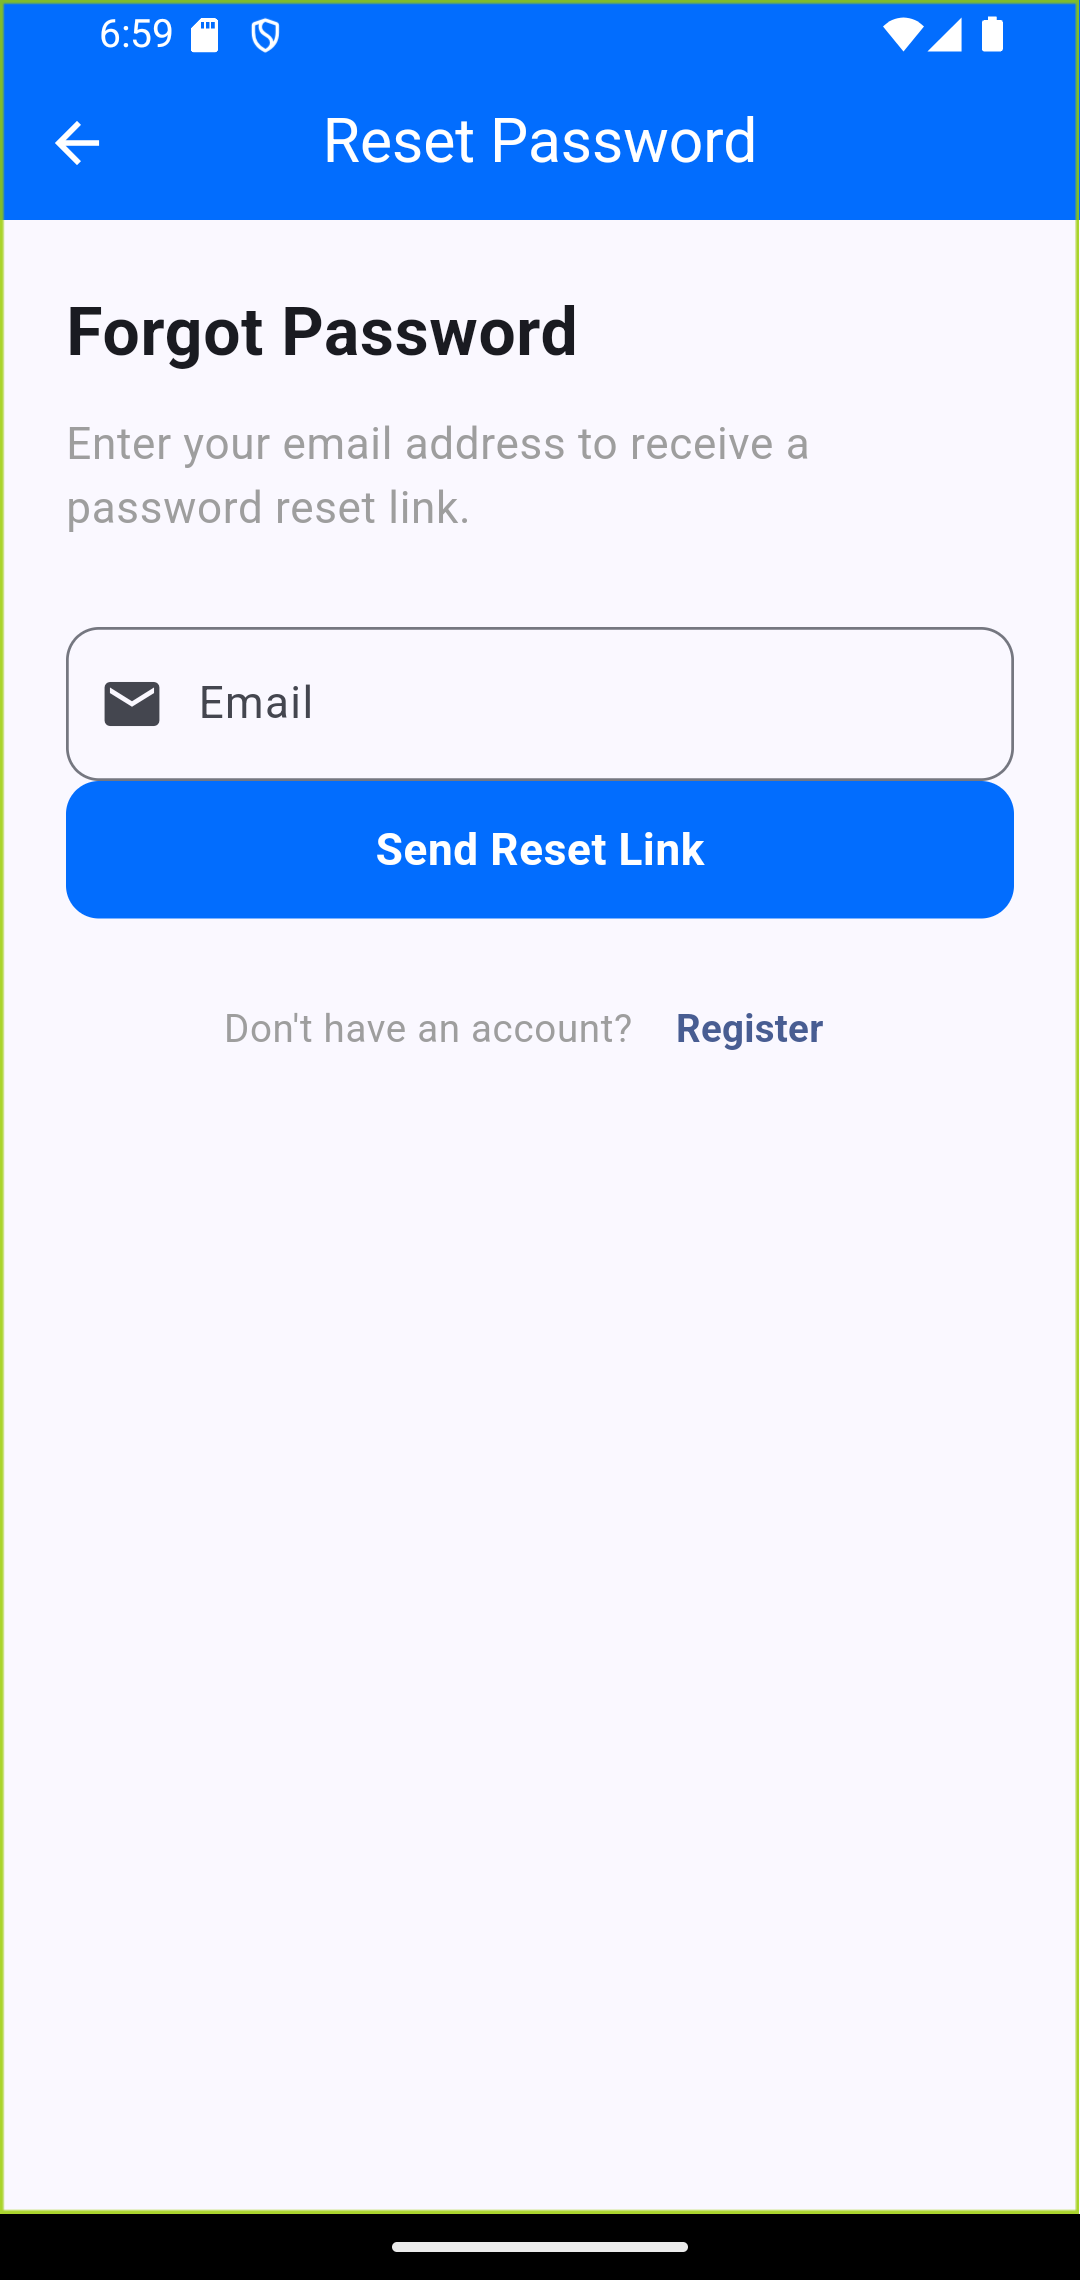 6:59
Reset Password
Forgot Password
Enter your email address to receive a
password reset link.
Email
Send Reset Link
Don't have an account? Register